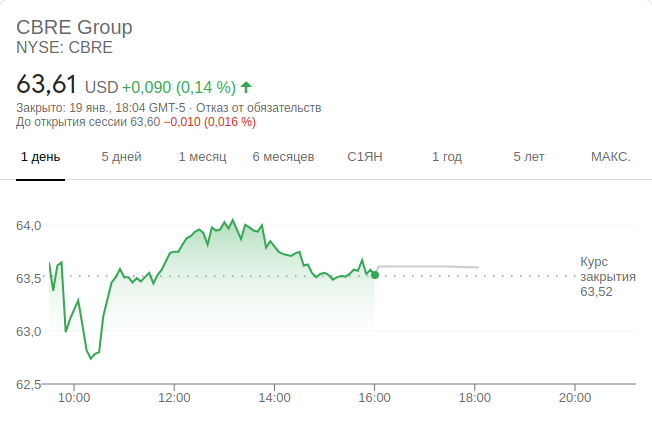 CBRE Group
NYSE: CBRE
63,61 USD +0,090 (0,14 %)
Закрыто: 19 янв., 18:04 GMT-5 · Отказ от обязательств
До открытия сессии 63,60 −0,010 (0,016 %)
1 день 5 дней 1 месяц 6 месяцев С1ЯН 1 год 5 лет МАКС.
64,0
63,5
63,0
62,5
Курс
закрытия
63,52
10:00 12:00 14:00 16:00 18:00 20:00